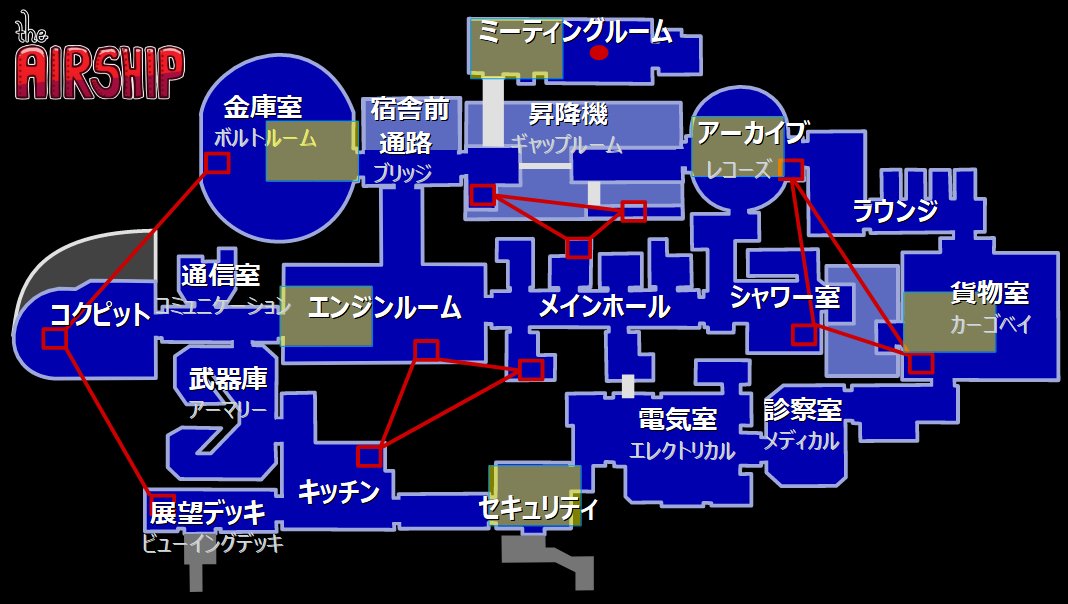 the
AIRSHIP
ミーティングルーム
金庫室
ボルトルーム
宿舎前
通路
ブリッジ
昇降機
ギャップルーム
アーカイブ
レコーズ
ラウンジ
通信室
コミュニケーション
コクピット
エンジンルーム
メインホール
シャワー室
貨物室
カーゴベイ
武器庫
アーマリー
電気室
エレクトリカル
診察室
メディカル
キッチン
セキュリティ
展望デッキ
ビューイングデッキ